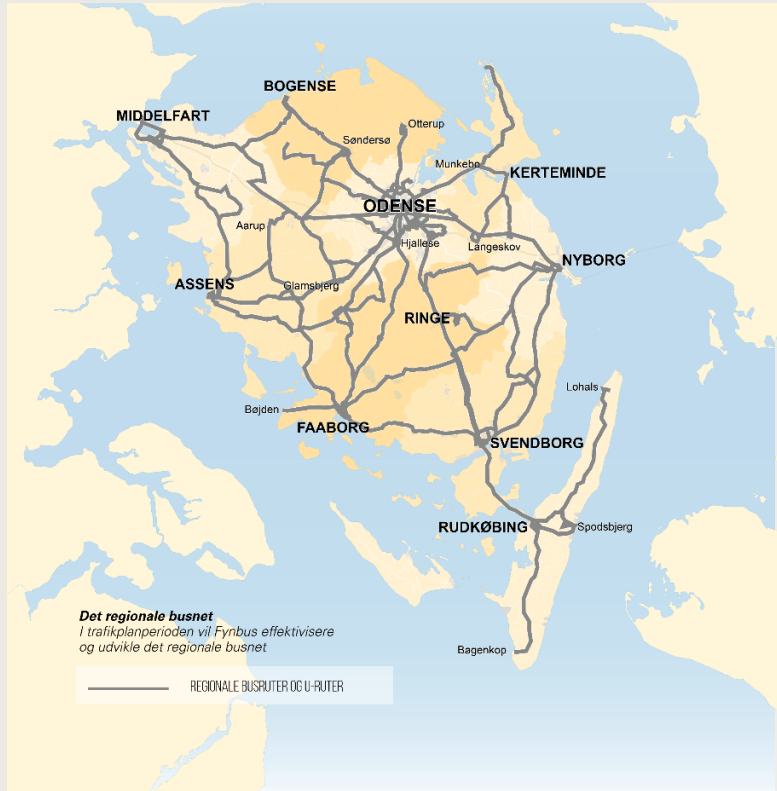 BOGENSE
MIDDELFART
Otterup
Søndersø
Munkebo
KERTEMINDE
ODENSE
Aarup
Hjallese
Langeskov
NYBORG
ASSENS
Glamsbjerg
RINGE
Lohals
Bøjden
FAABORG
SVENDBORG
RUDKØBING
Spodsbjerg
Bagenkop
Det regionale busnet
I trafikplanperioden vil Fynbus effektivisere
og udvikle det regionale busnet
REGIONALE BUSRUTER OG U-RUTER